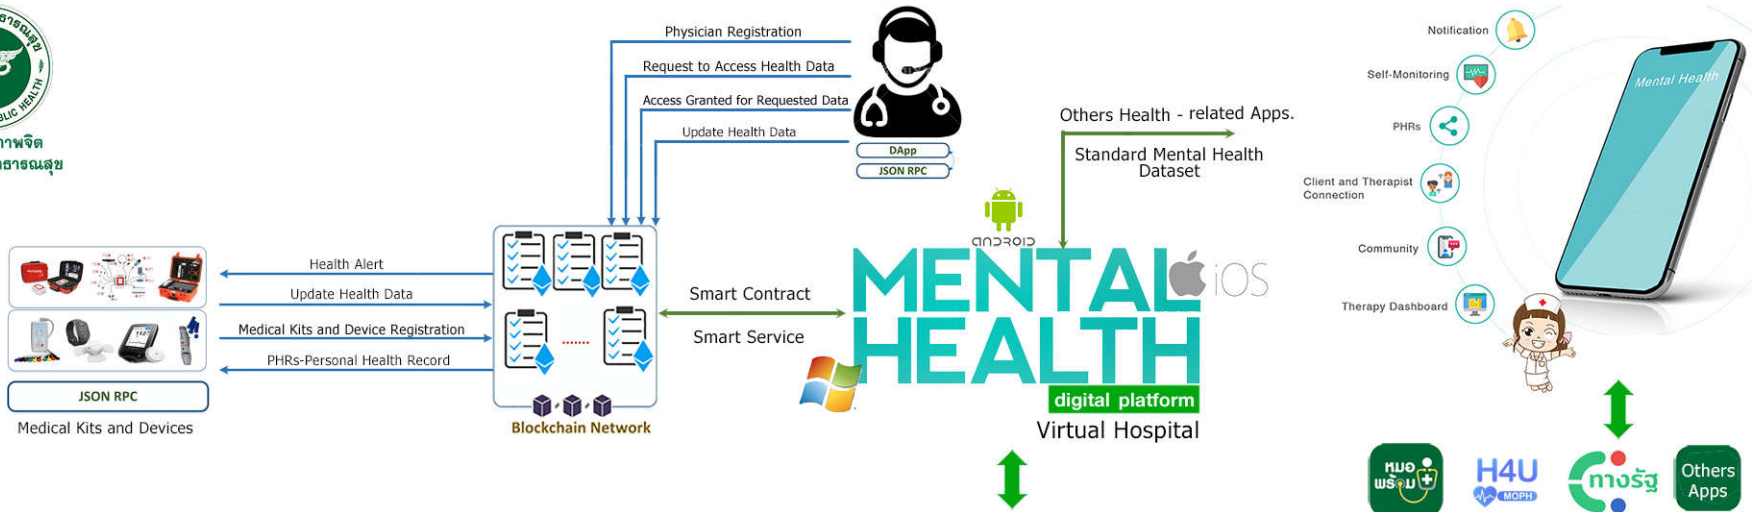 Physician Registration
Request to Access Health Data
Access Granted for Requested Data
Update Health Data
DApp
JSON RPC
Others Health - related Apps.
Standard Mental Health
Dataset
Notification
Self-Monitoring
PHRs
Client and Therapist
Connection
Community
Therapy Dashboard
Mental Health
Health Alert
Update Health Data
Medical Kits and Device Registration
PHRs-Personal Health Record
JSON RPC
Medical Kits and Devices
Blockchain Network
Smart Contract
Smart Service
ANDROID
MENTAL
iOS
HEALTH
digital platform
Virtual Hospital
หมอ
พร้อม
H4U
MOPH
ทางรัฐ
Others
Apps